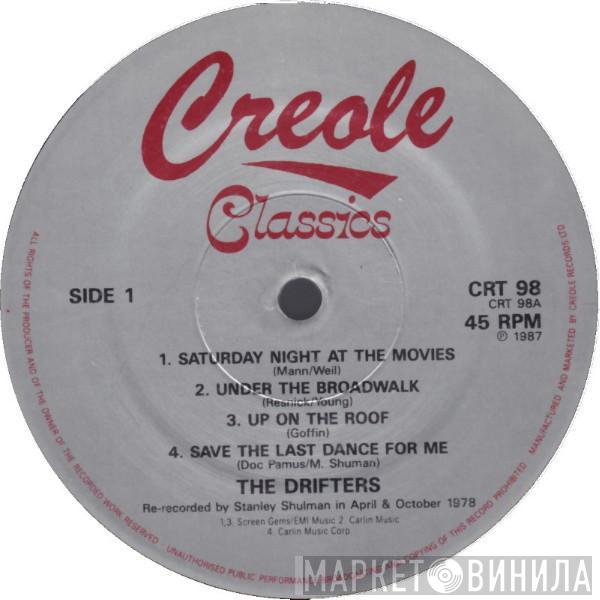 Creole
Classics
SIDE 1
CRT 98
CRT 98A
45 RPM
℗ 1987
1. SATURDAY NIGHT AT THE MOVIES
(Mann/Weil)
2. UNDER THE BROADWALK
(Resnick/Young)
3. UP ON THE ROOF
(Goffin)
4. SAVE THE LAST DANCE FOR ME
(Doc Pamus/M. Shuman)
THE DRIFTERS
Re-recorded by Stanley Shulman in April & October 1978
1,3. Screen Gems/EMI Music 2. Carlin Music
4. Carlin Music Corp.
ALL RIGHTS OF THE PRODUCER AND OF THE OWNER OF THE RECORDED WORK RESERVED. UNAUTHORISED PUBLIC PERFORMANCE BROADCASTING AND COPYING OF THIS RECORD PROHIBITED. MANUFACTURED AND MARKETED BY CREOLE RECORDS LTD
МАРКЕТ ВИНИЛА